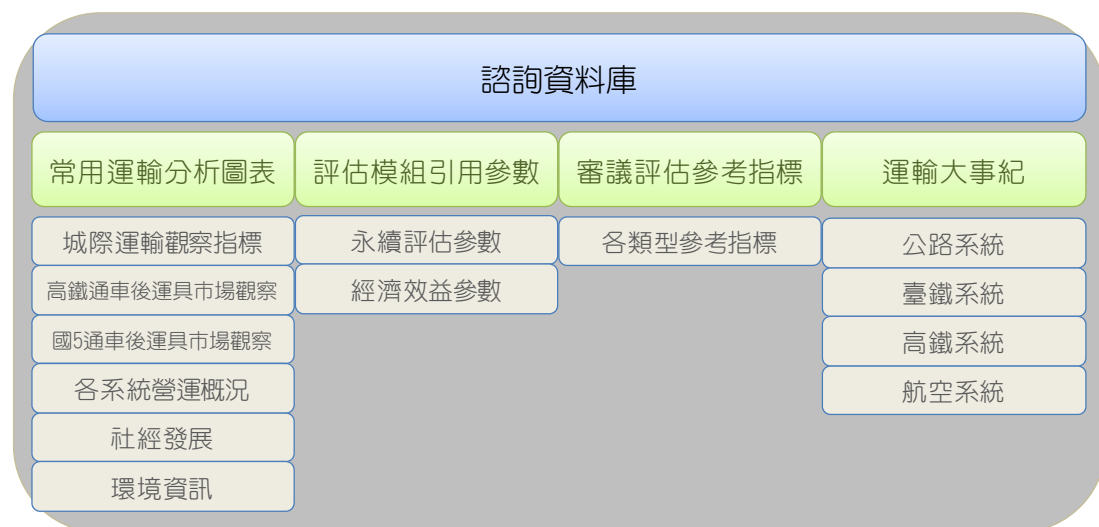 諮詢資料庫
常用運輸分析圖表
評估模組引用參數
審議評估參考指標
運輸大事紀
城際運輸觀察指標
高鐵通車後運具市場觀察
國5通車後運具市場觀察
各系統營運概況
社經發展
環境資訊
永續評估參數
經濟效益參數
各類型參考指標
公路系統
臺鐵系統
高鐵系統
航空系統